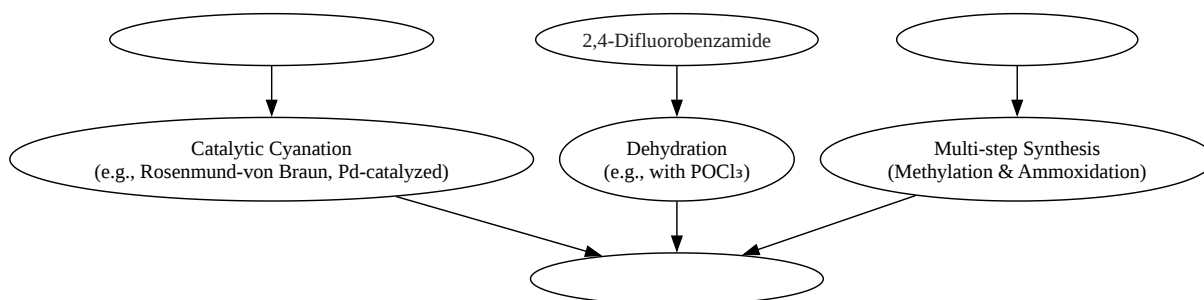 2,4-Difluorobenzamide
Catalytic Cyanation
(e.g., Rosenmund-von Braun, Pd-catalyzed)
Dehydration
(e.g., with POCl₃)
Multi-step Synthesis
(Methylation & Ammoxidation)